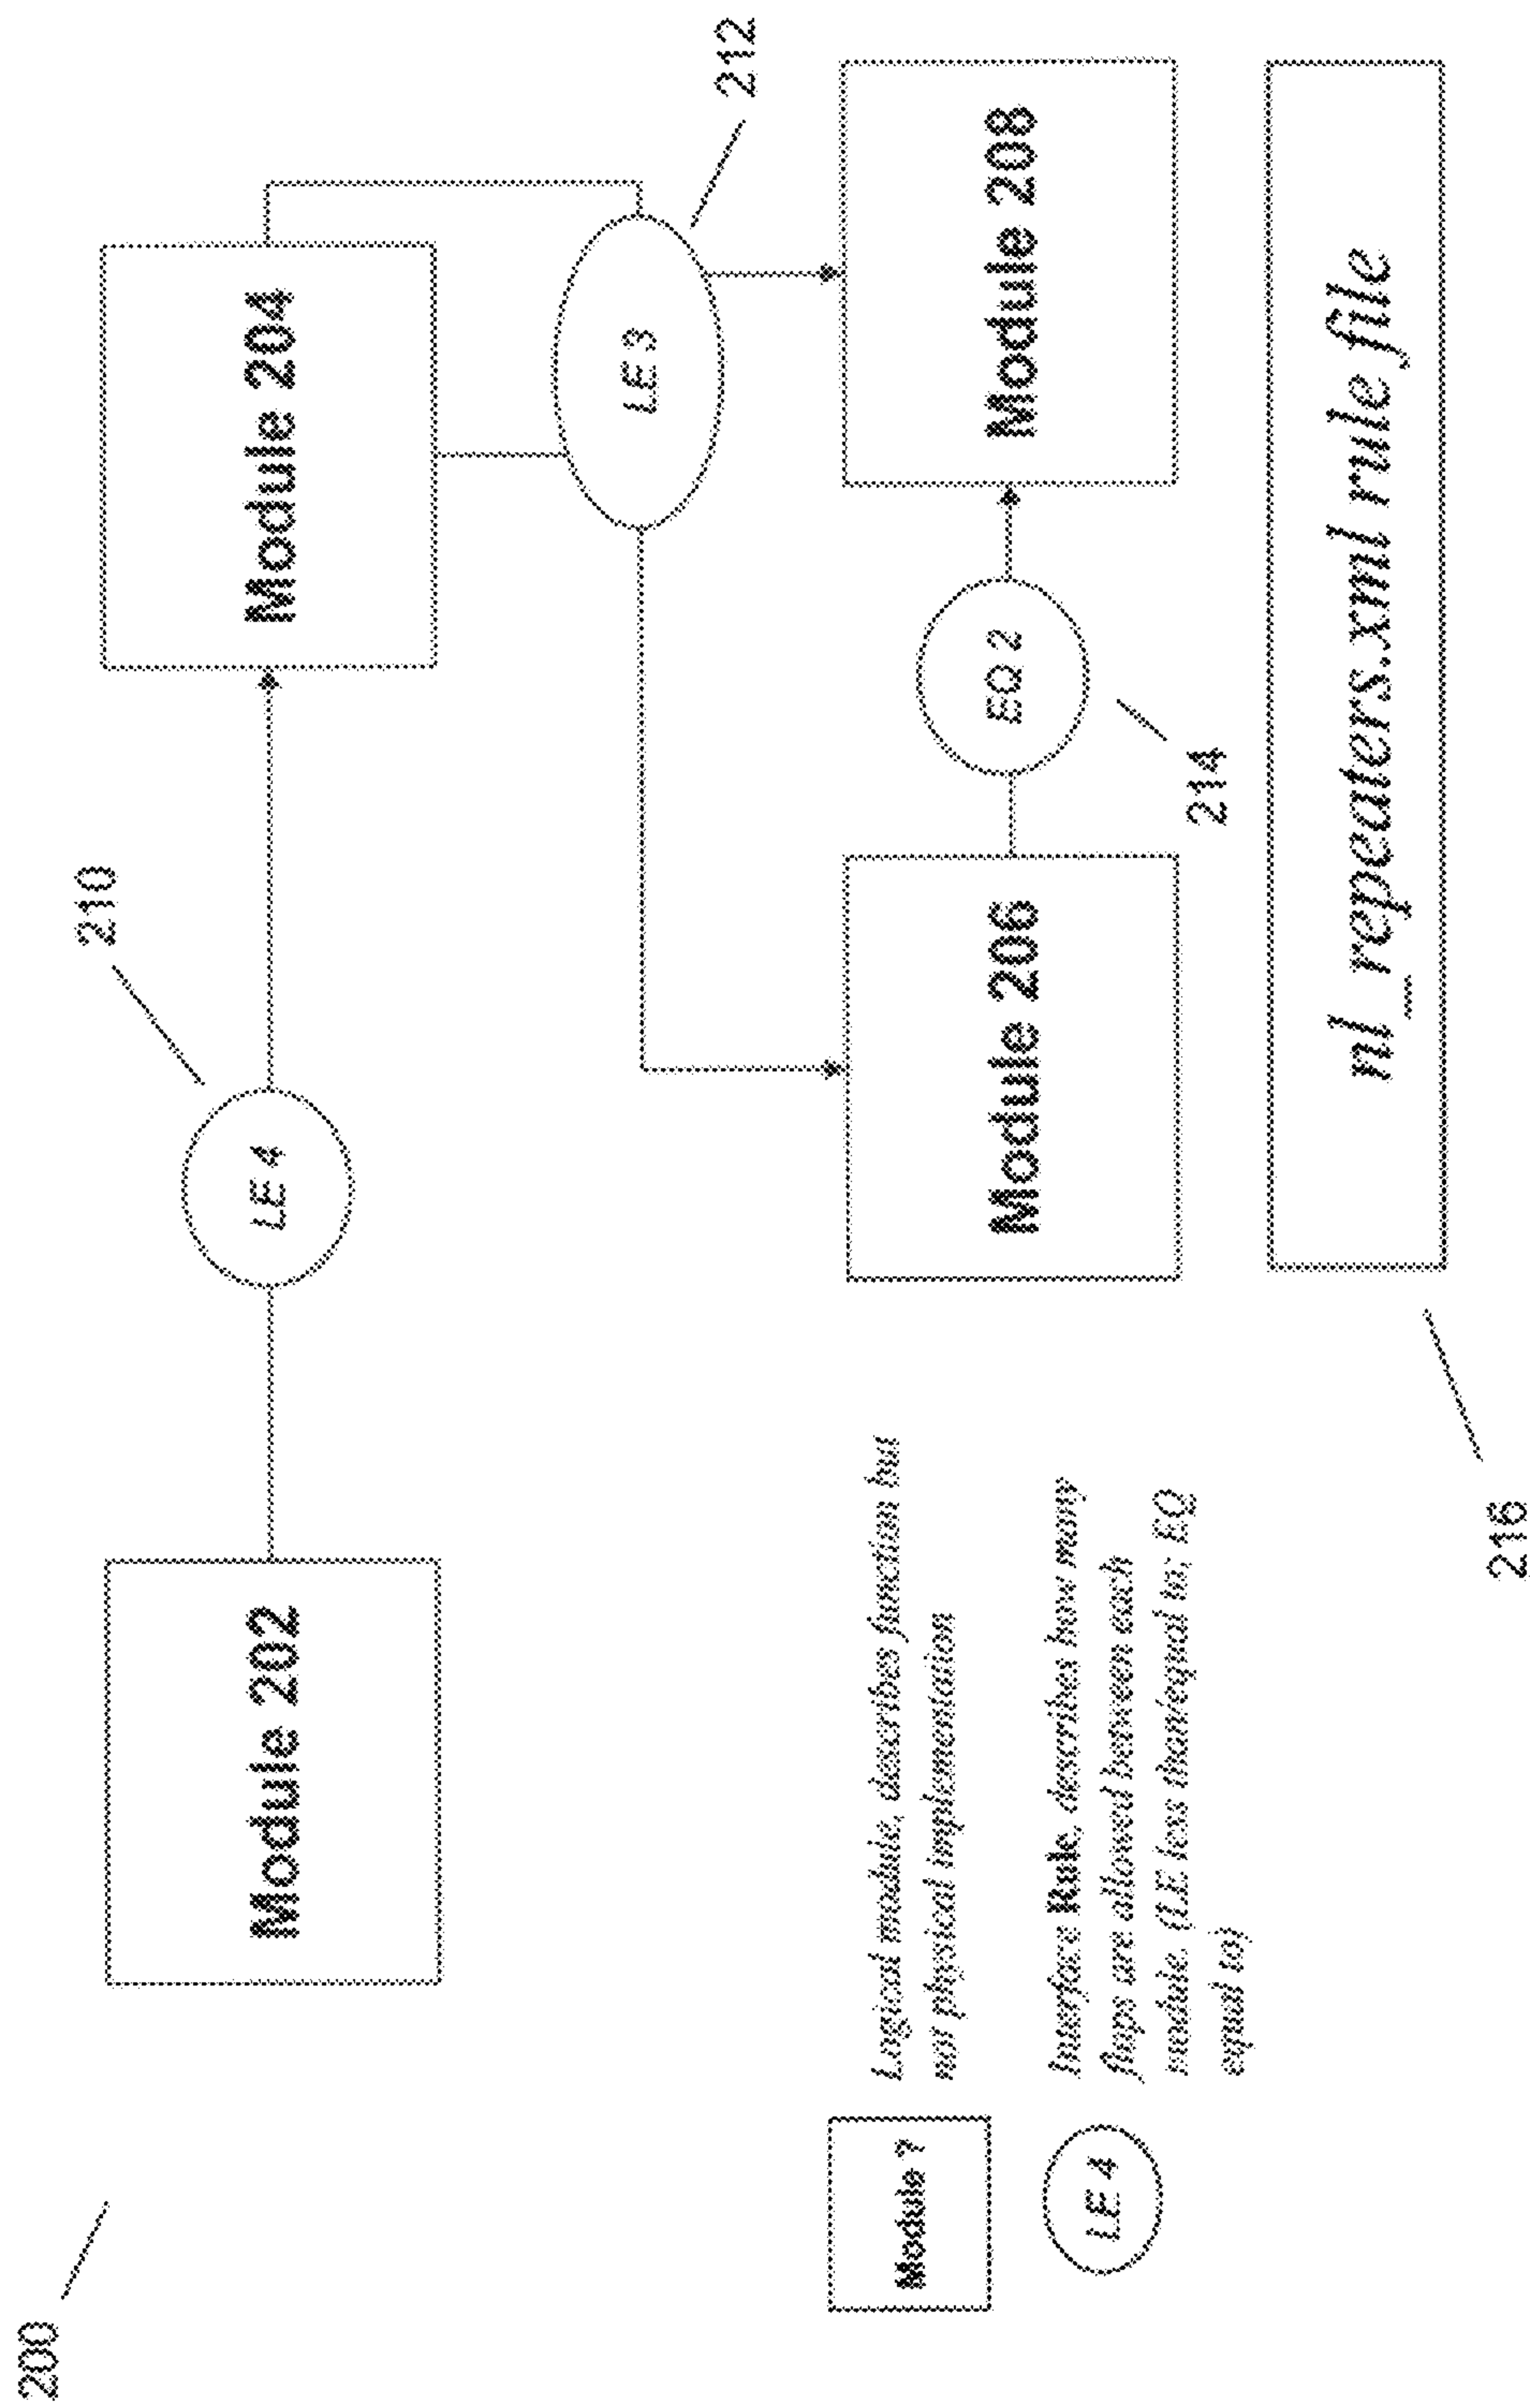 200
210
212
Module 202
LE 4
Module 204
LE 3
Module 206
EQ 2
Module 208
214
Module ?
Logical module, describes function but
not physical implementation
LE 4
Interface Rule, describes how many
flops are allowed between each
module. (LE less than/equal to; EQ
equal to)
nl_repeaters.xml rule file
216